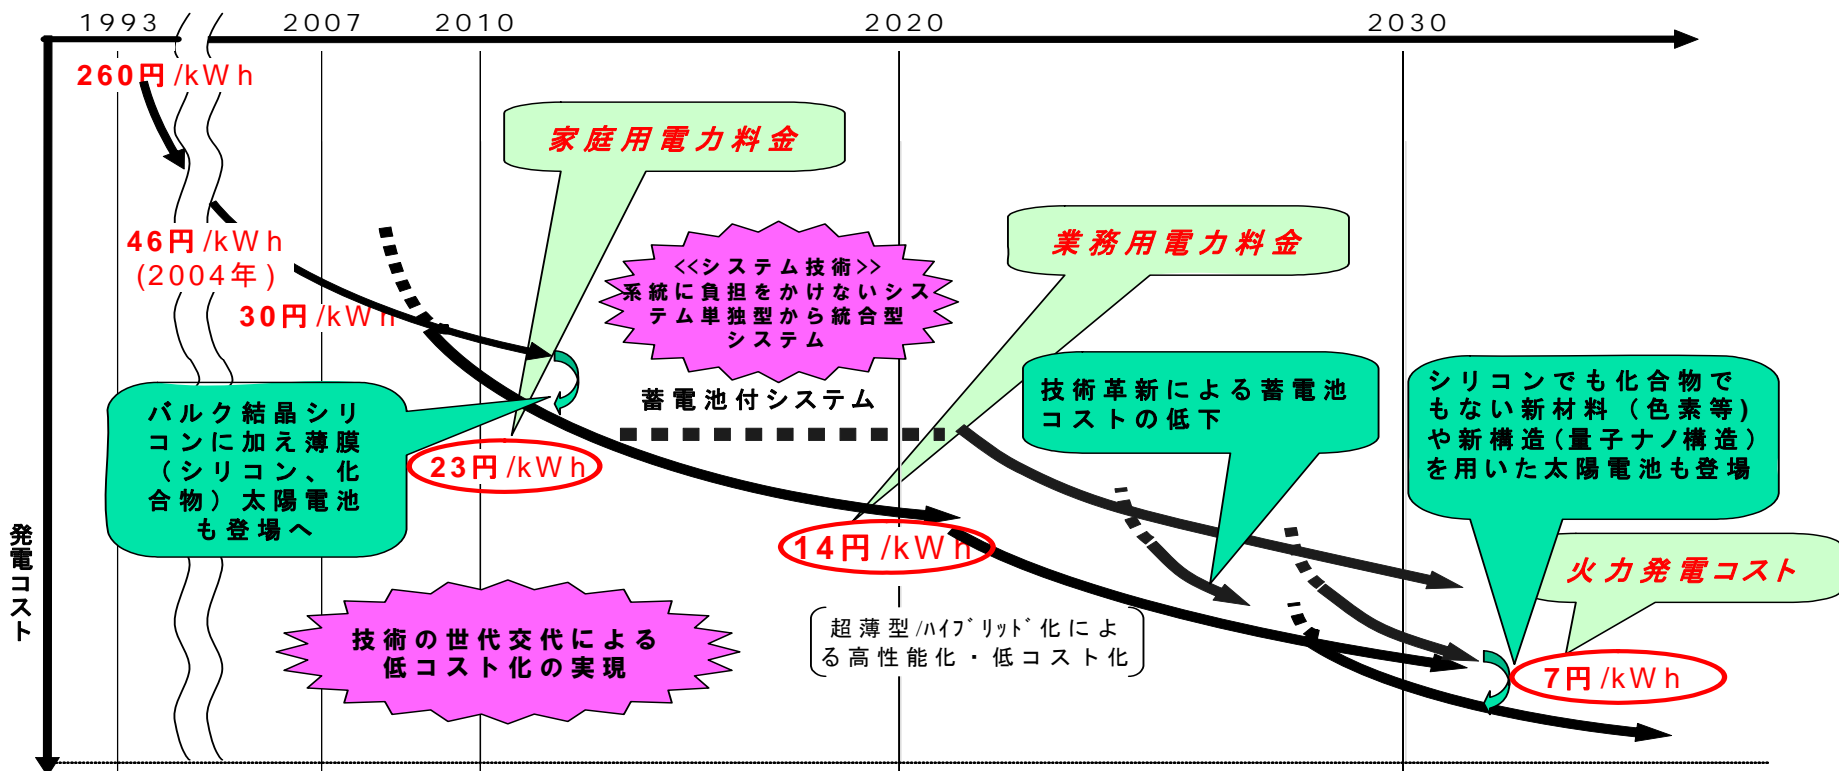 1993
2007
2010
2020
2030
260円/kWh
46円/kWh
(2004年)
30円/kWh
家庭用電力料金
業務用電力料金
<<システム技術>>
系統に負担をかけないシス
テム単独型から統合型
システム
蓄電池付システム
技術革新による蓄電池
コストの低下
シリコンでも化合物で
もない新材料（色素等)
や新構造(量子ナノ構造）
を用いた太陽電池も登場
バルク結晶シリ
コンに加え薄膜
（シリコン、化
合物）太陽電池
も登場へ
23円/kWh
14円/kWh
火力発電コスト
発電コスト
技術の世代交代による
低コスト化の実現
超薄型/ﾊｲﾌﾞﾘｯﾄﾞ化によ
る高性能化・低コスト化
7円/kWh